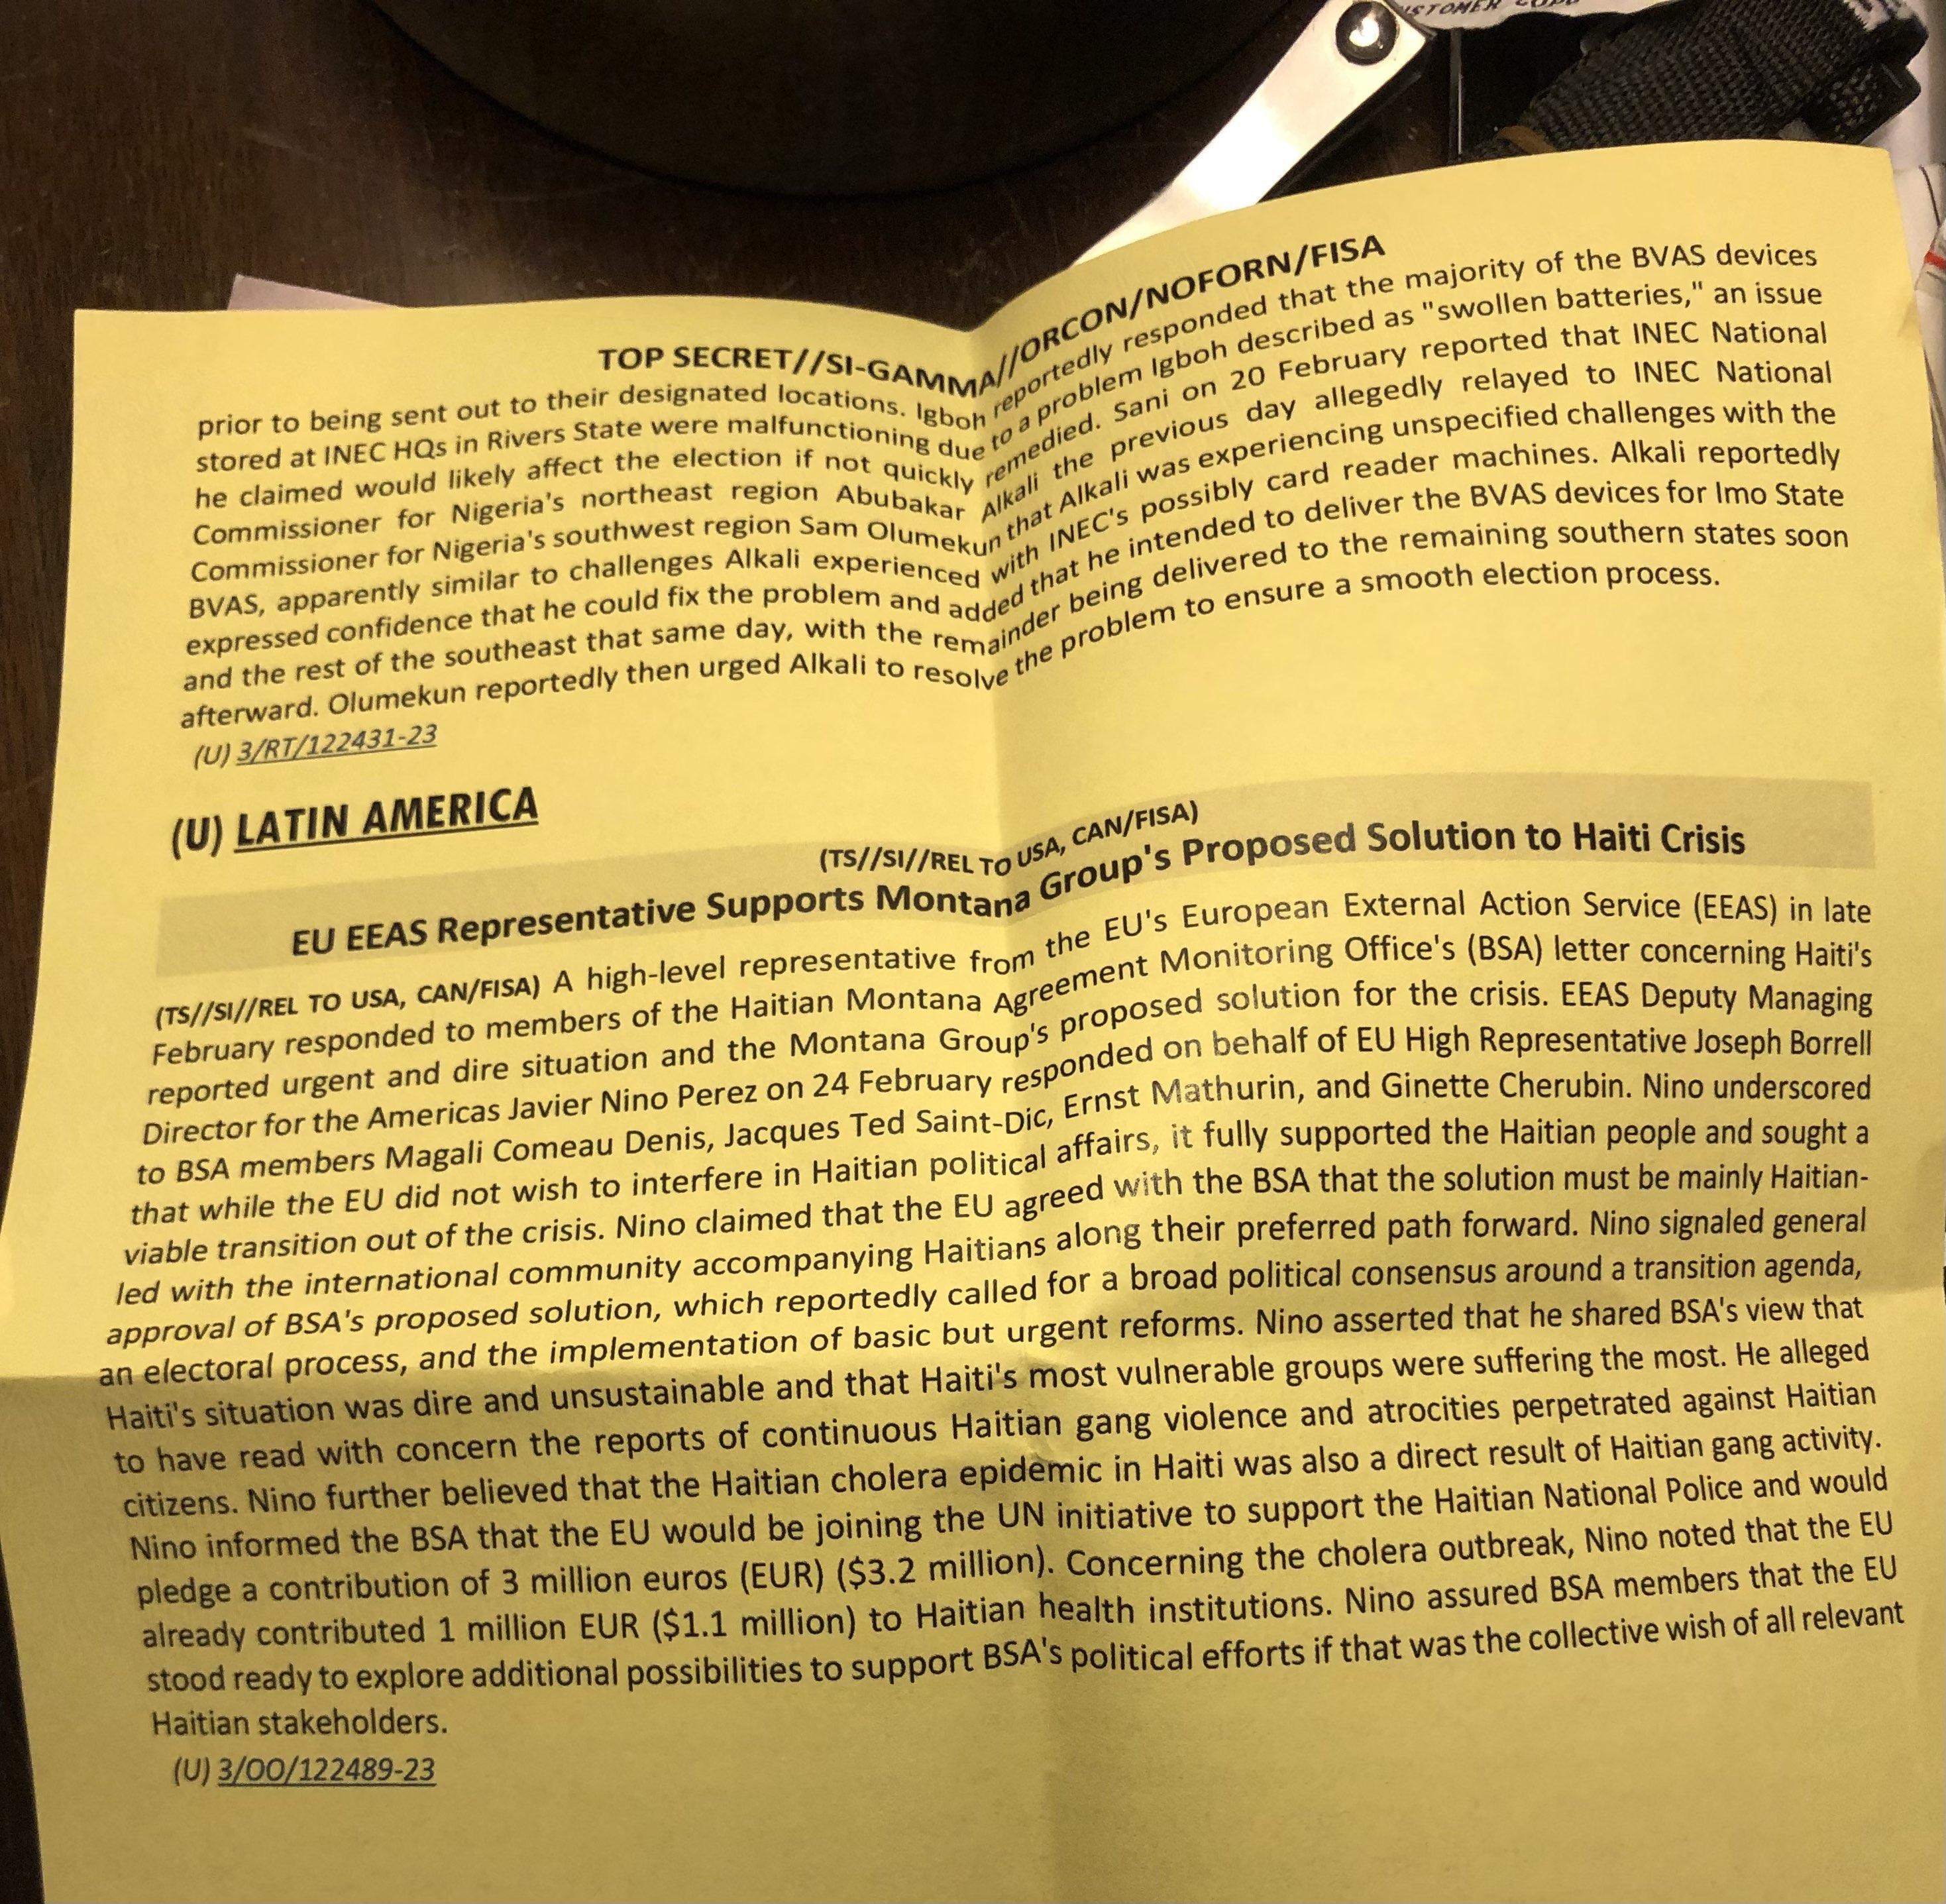 STOMER
TOP SECRET//SI-GAMMA//ORCON/NOFORN/FISA
prior to being sent out to their designated locations. Igboh reportedly responded that the majority of the BVAS devices
stored at INEC HQs in Rivers State were malfunctioning due to a problem Igboh described as "swollen batteries," an issue
he claimed would likely affect the election if not quickly remedied. Sani on 20 February reported that INEC National
Commissioner for Nigeria's northeast region Abubakar Alkali the previous day allegedly relayed to INEC National
Commissioner for Nigeria's southwest region Sam Olumekun that Alkali was experiencing unspecified challenges with the
BVAS, apparently similar to challenges Alkali experienced with INEC's possibly card reader machines. Alkali reportedly
expressed confidence that he could fix the problem and added that he intended to deliver the BVAS devices for Imo State
and the rest of the southeast that same day, with the remainder being delivered to the remaining southern states soon
afterward. Olumekun reportedly then urged Alkali to resolve the problem to ensure a smooth election process.
(U) 3/RT/122431-23
(U) LATIN AMERICA
(TS//SI//REL TO USA, CAN/FISA)
EU EEAS Representative Supports Montana Group's Proposed Solution to Haiti Crisis
(TS//SI//REL TO USA, CAN/FISA) A high-level representative from the EU's European External Action Service (EEAS) in late
February responded to members of the Haitian Montana Agreement Monitoring Office's (BSA) letter concerning Haiti's
reported urgent and dire situation and the Montana Group's proposed solution for the crisis. EEAS Deputy Managing
Director for the Americas Javier Nino Perez on 24 February responded on behalf of EU High Representative Joseph Borrell
to BSA members Magali Comeau Denis, Jacques Ted Saint-Dic, Ernst Mathurin, and Ginette Cherubin. Nino underscored
that while the EU did not wish to interfere in Haitian political affairs, it fully supported the Haitian people and sought a
viable transition out of the crisis. Nino claimed that the EU agreed with the BSA that the solution must be mainly Haitian-
led with the international community accompanying Haitians along their preferred path forward. Nino signaled general
approval of BSA's proposed solution, which reportedly called for a broad political consensus around a transition agenda,
an electoral process, and the implementation of basic but urgent reforms. Nino asserted that he shared BSA's view that
Haiti's situation was dire and unsustainable and that Haiti's most vulnerable groups were suffering the most. He alleged
to have read with concern the reports of continuous Haitian gang violence and atrocities perpetrated against Haitian
citizens. Nino further believed that the Haitian cholera epidemic in Haiti was also a direct result of Haitian gang activity.
Nino informed the BSA that the EU would be joining the UN initiative to support the Haitian National Police and would
pledge a contribution of 3 million euros (EUR) ($3.2 million). Concerning the cholera outbreak, Nino noted that the EU
already contributed 1 million EUR ($1.1 million) to Haitian health institutions. Nino assured BSA members that the EU
stood ready to explore additional possibilities to support BSA's political efforts if that was the collective wish of all relevant
Haitian stakeholders.
(U) 3/OO/122489-23